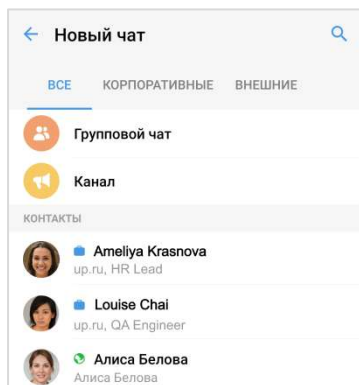 Новый чат
ВСЕ КОРПОРАТИВНЫЕ ВНЕШНИЕ
Групповой чат
Канал
КОНТАКТЫ
Ameliya Krasnova
up.ru, HR Lead
Louise Chai
up.ru, QA Engineer
Алиса Белова
Алиса Белова